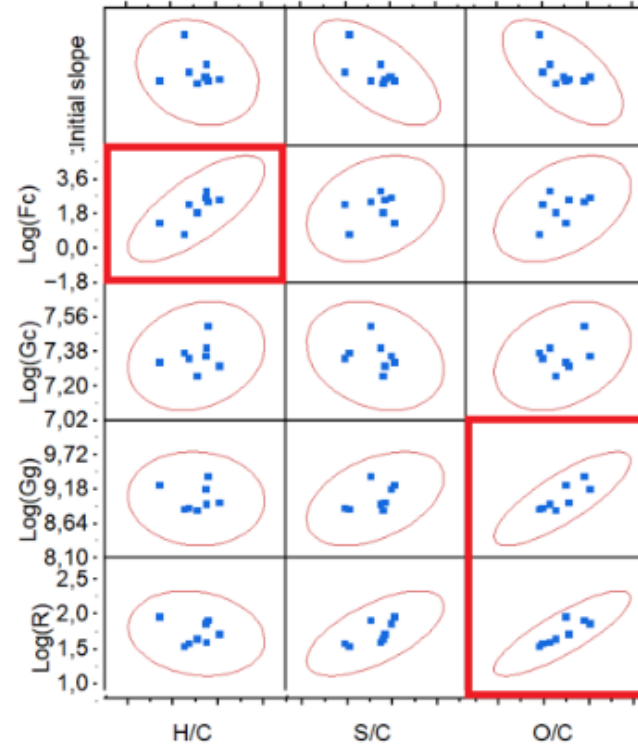 :Initial slope
Log(Fc)
3,6
1,8
0,0
−1,8
Log(Gc)
7,56
7,38
7,20
7,02
Log(Gg)
9,72
9,18
8,64
8,10
Log(R)
2,5
2,0
1,5
1,0
H/C S/C O/C